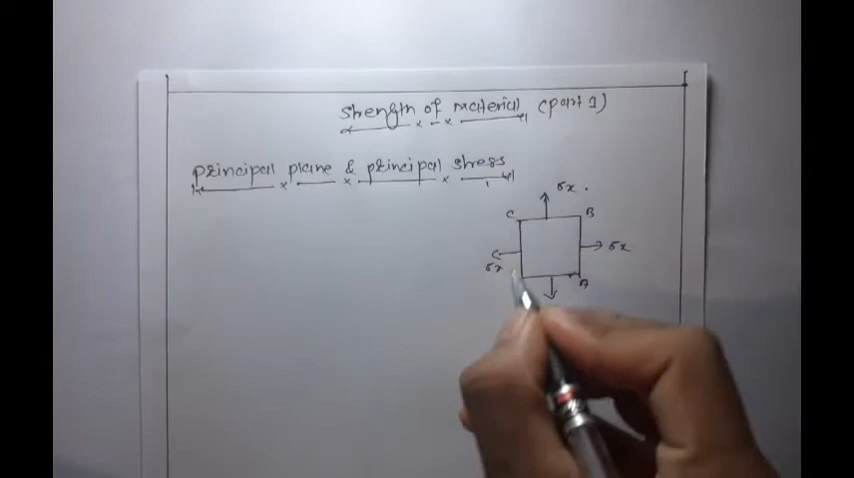 Strength of Material (Part 1)
Principal plane & principal stress
σx
C B
σx
σx
A